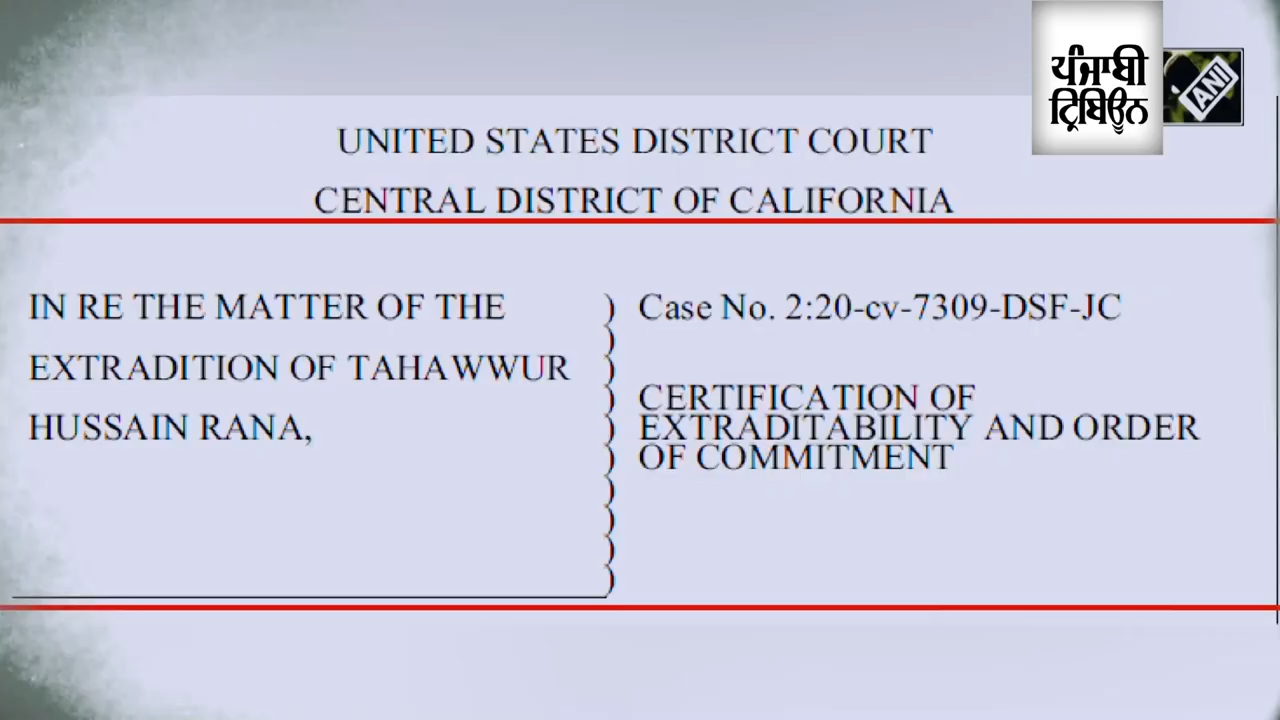 ਪੰਜਾਬੀ
ਟ੍ਰਿਬਿਊਨ
ANI
UNITED STATES DISTRICT COURT
CENTRAL DISTRICT OF CALIFORNIA
IN RE THE MATTER OF THE
EXTRADITION OF TAHAWWUR
HUSSAIN RANA,
)
)
)
)
)
)
)
)
)
)
Case No. 2:20-cv-7309-DSF-JC
CERTIFICATION OF
EXTRADITABILITY AND ORDER
OF COMMITMENT